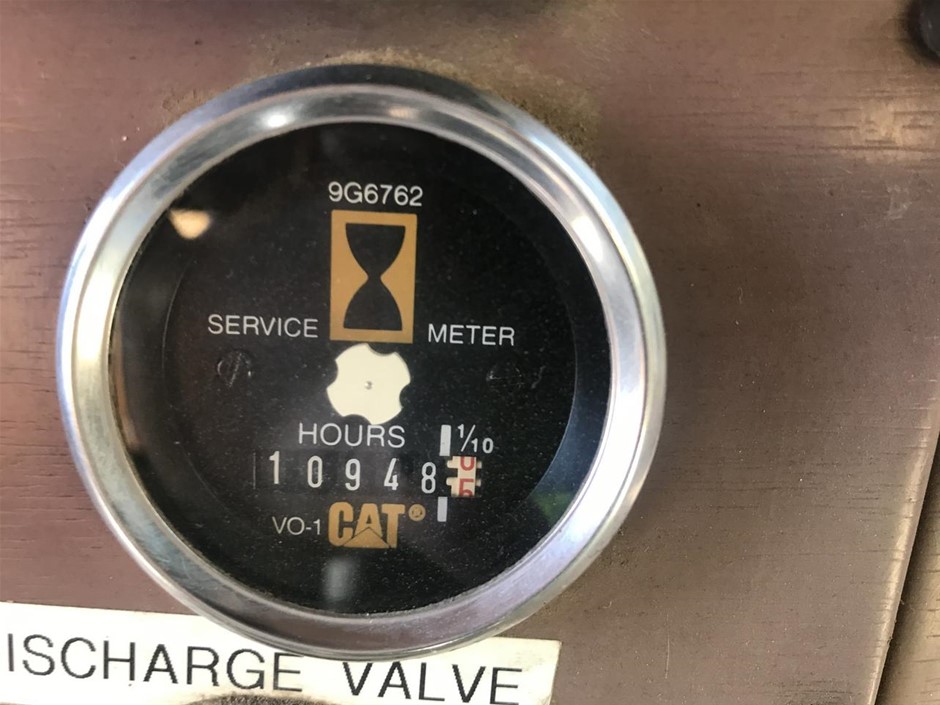 9G6762
SERVICE METER
HOURS 1/10
10948
VO-1 CAT®
ISCHARGE VALVE